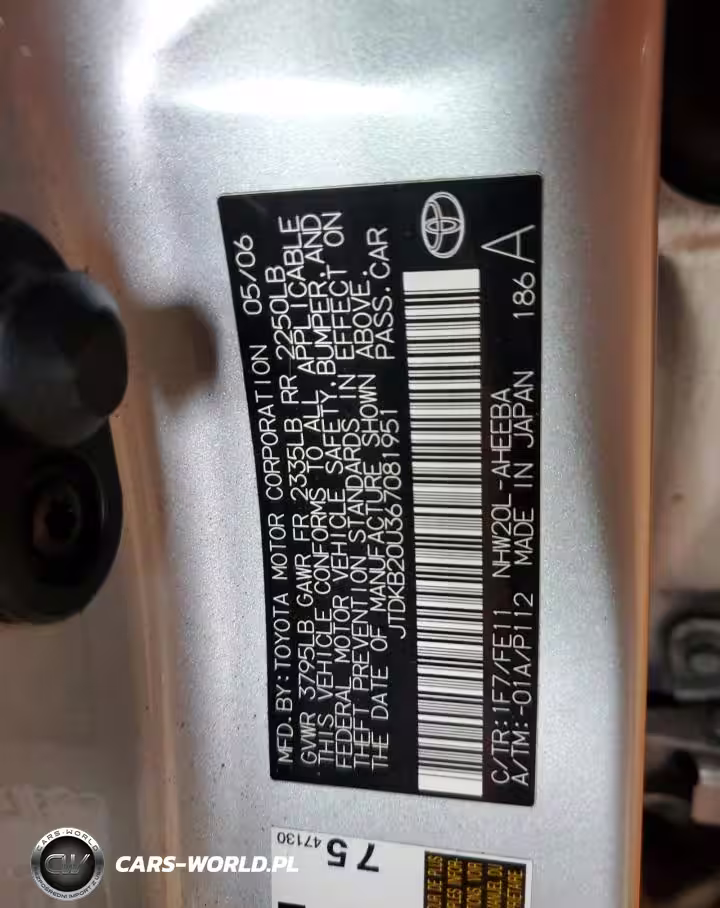 MFD.BY:TOYOTA MOTOR CORPORATION 05/06
GVWR 3795LB GAWR FR 2335LB RR 2250LB
THIS VEHICLE CONFORMS TO ALL APPLICABLE
FEDERAL MOTOR VEHICLE SAFETY, BUMPER, AND
THEFT PREVENTION STANDARDS IN EFFECT ON
THE DATE OF MANUFACTURE SHOWN ABOVE.
JTDKB20U367081951 PASS.CAR
C/TR:1F7/FE11 NHW20L-AHEEBA
A/TM:-01A/P112 MADE IN JAPAN 186 A
75
47130
CARS-WORLD
CW
CARS-WORLD.PL